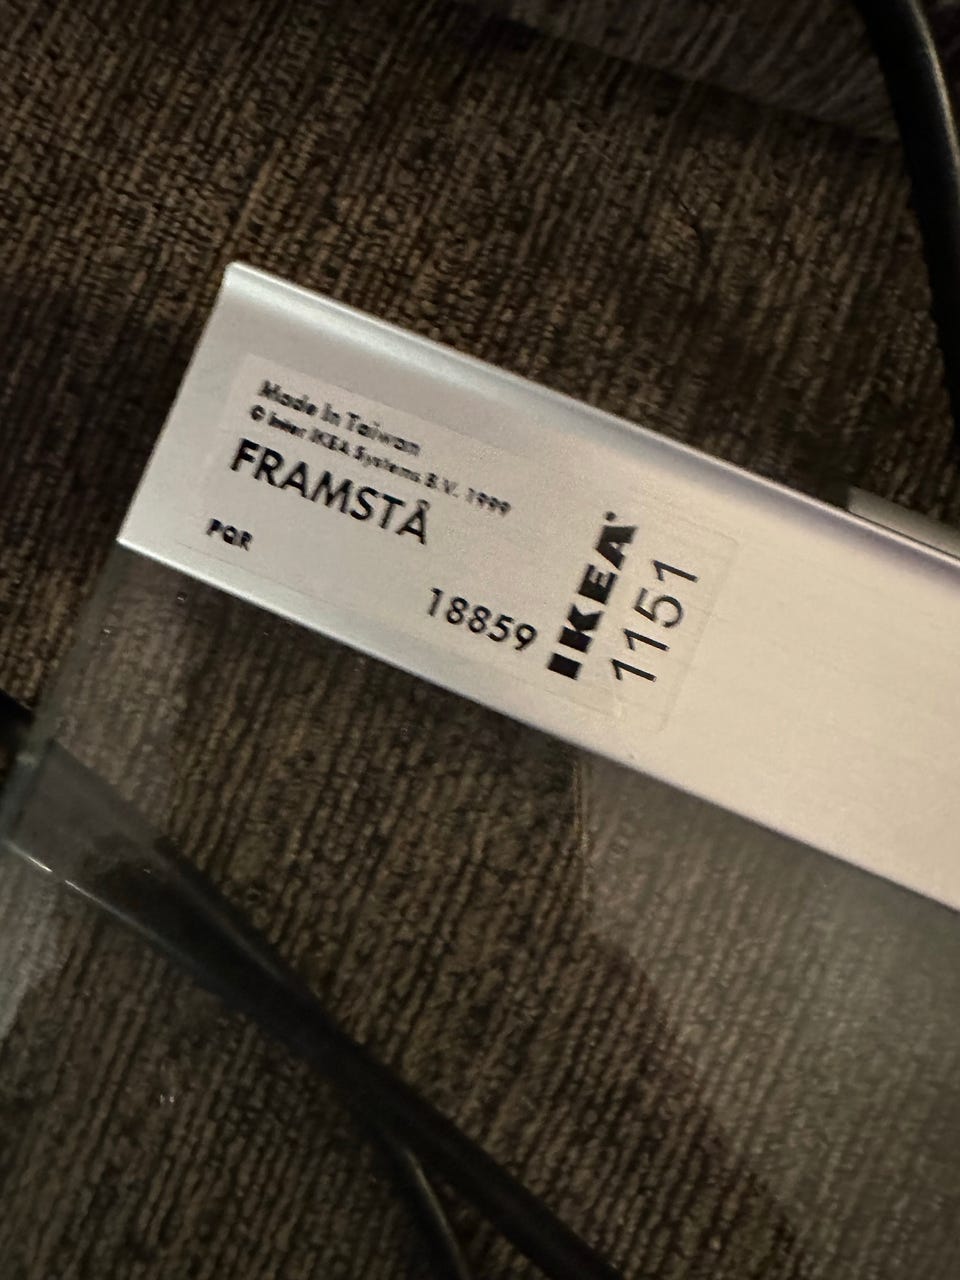 Made in Taiwan
© Inter IKEA Systems B.V. 1999
FRAMSTÅ
PQR
18859
IKEA®
1151